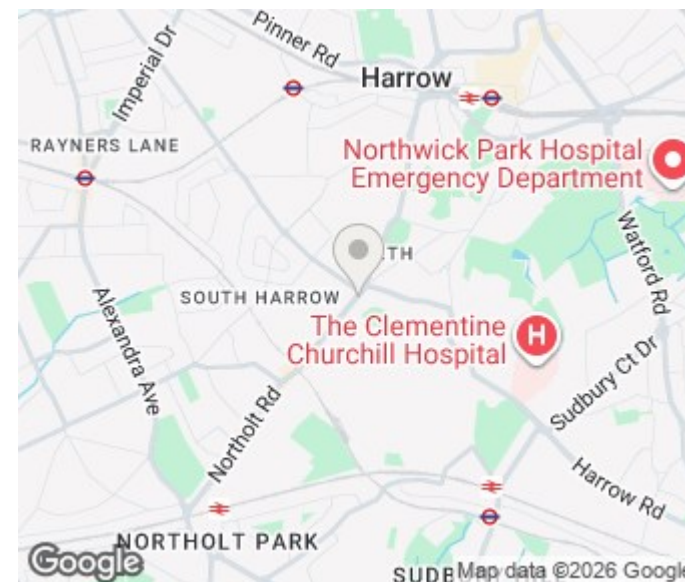 Pinner Rd
Imperial Dr
Harrow
RAYNERS LANE
Northwick Park Hospital
Emergency Department
Watford Rd
TH
SOUTH HARROW
The Clementine
Churchill Hospital
H
Alexandra Ave
Sudbury Ct Dr
Northolt Rd
Harrow Rd
NORTHOLT PARK
Google
SUDB
Map data ©2026 Google